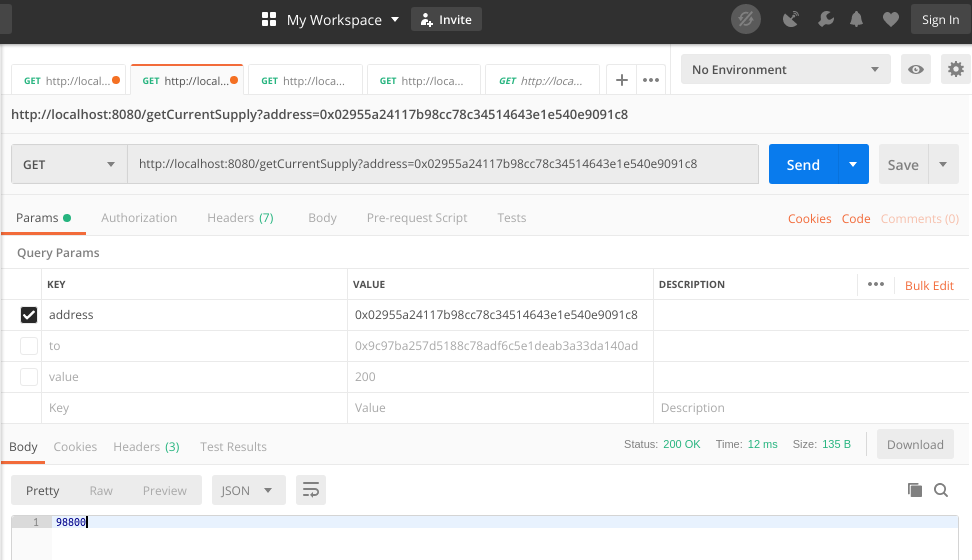 My Workspace Invite Sign In
GET http://local... GET http://local... GET http://loca... GET http://loca... GET http://loca... + ••• No Environment
http://localhost:8080/getCurrentSupply?address=0x02955a24117b98cc78c34514643e1e540e9091c8
GET http://localhost:8080/getCurrentSupply?address=0x02955a24117b98cc78c34514643e1e540e9091c8 Send Save
Params Authorization Headers (7) Body Pre-request Script Tests Cookies Code Comments (0)
Query Params
KEY VALUE DESCRIPTION ••• Bulk Edit
address 0x02955a24117b98cc78c34514643e1e540e9091c8
to 0x9c97ba257d5188c78adf6c5e1deab3a33da140ad
value 200
Key Value Description
Body Cookies Headers (3) Test Results Status: 200 OK Time: 12 ms Size: 135 B Download
Pretty Raw Preview JSON
1 98800